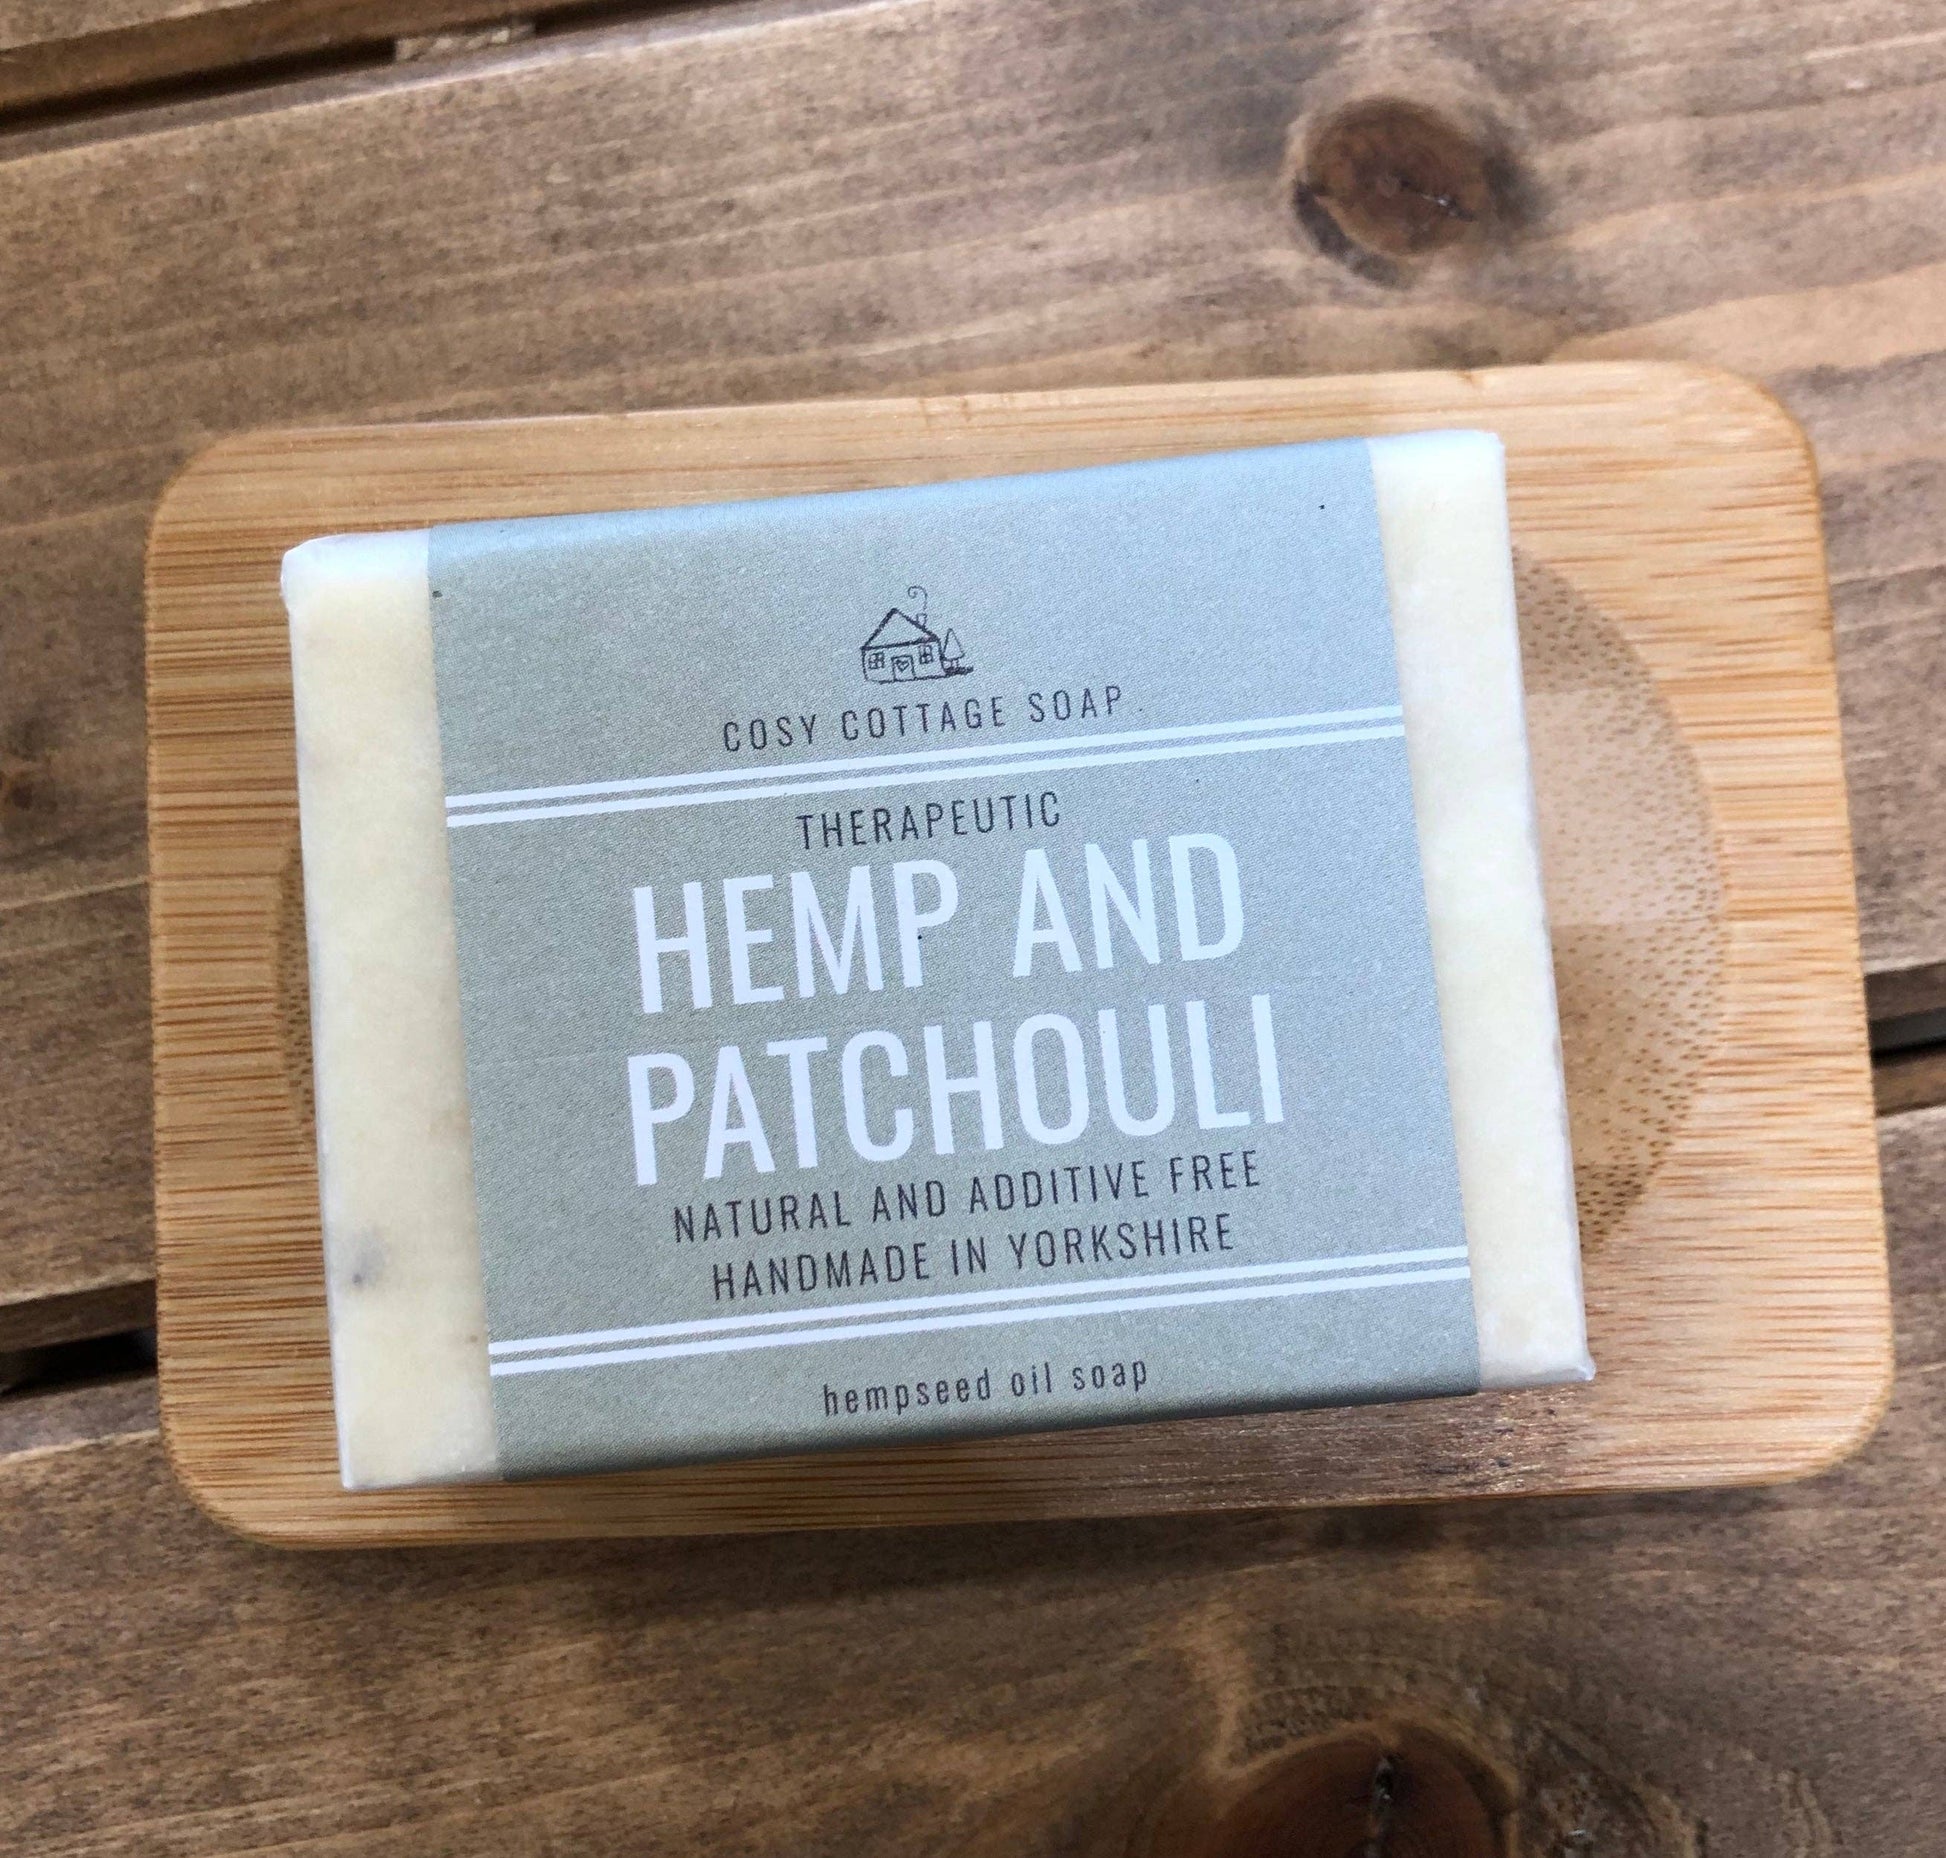 COSY COTTAGE SOAP
THERAPEUTIC
HEMP AND
PATCHOULI
NATURAL AND ADDITIVE FREE
HANDMADE IN YORKSHIRE
hempseed oil soap